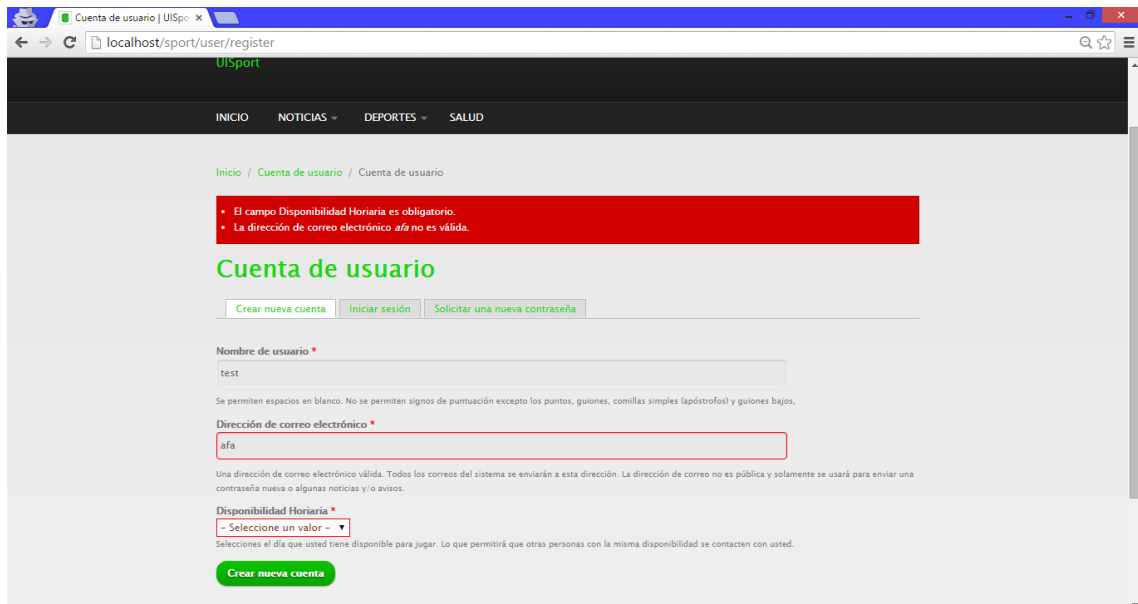 Cuenta de usuario | UISpo
localhost/sport/user/register
UISport
INICIO NOTICIAS DEPORTES SALUD
Inicio / Cuenta de usuario / Cuenta de usuario
El campo Disponibilidad Horiaria es obligatorio.
La dirección de correo electrónico afa no es válida.
Cuenta de usuario
Crear nueva cuenta Iniciar sesión Solicitar una nueva contraseña
Nombre de usuario *
test
Se permiten espacios en blanco. No se permiten signos de puntuación excepto los puntos, guiones, comillas simples (apóstrofos) y guiones bajos,
Dirección de correo electrónico *
afa
Una dirección de correo electrónico válida. Todos los correos del sistema se enviarán a esta dirección. La dirección de correo no es pública y solamente se usará para enviar una
contraseña nueva o algunas noticias y/o avisos.
Disponibilidad Horiaria *
- Seleccione un valor -
Selecciones el día que usted tiene disponible para jugar. Lo que permitirá que otras personas con la misma disponibilidad se contacten con usted.
Crear nueva cuenta